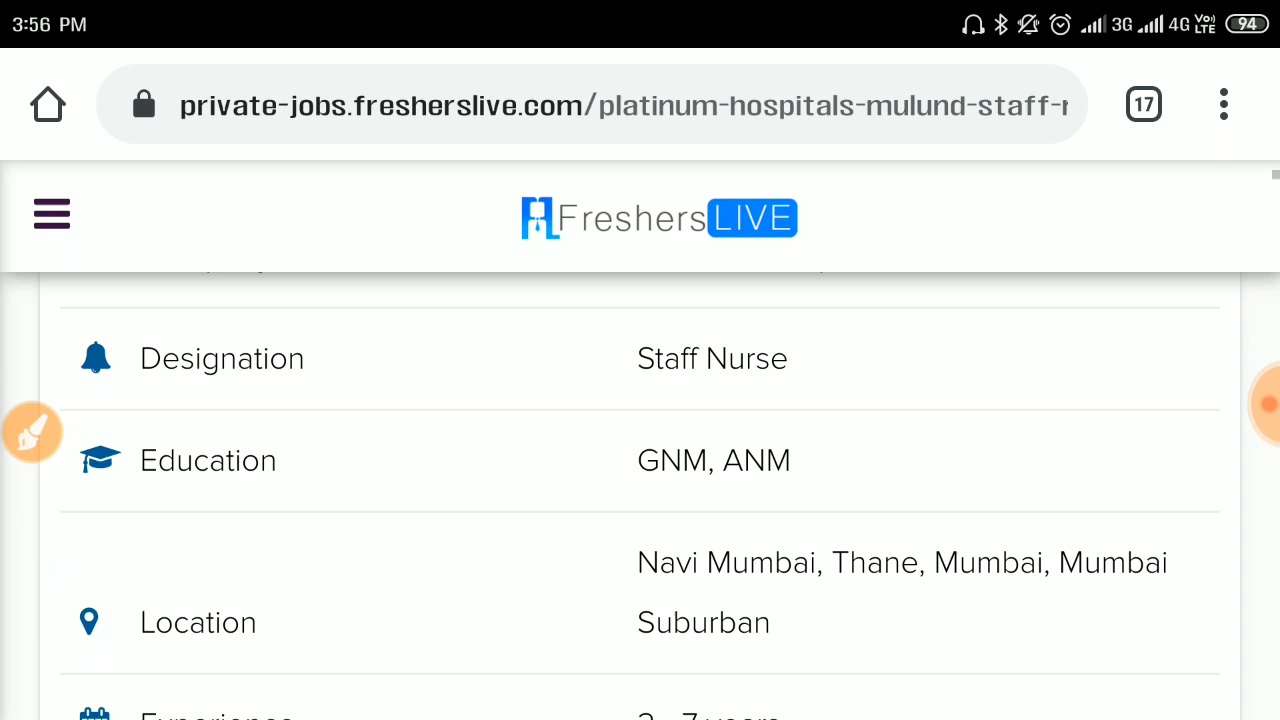 3:56 PM 3G 4G Vo)) LTE 94
private-jobs.fresherslive.com/platinum-hospitals-mulund-staff-r 17
FreshersLIVE
Designation Staff Nurse
Education GNM, ANM
Navi Mumbai, Thane, Mumbai, Mumbai
Location Suburban
Experience